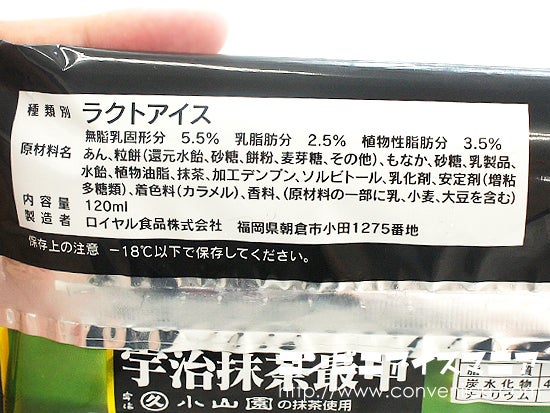 種類別 ラクトアイス
無脂乳固形分 5.5% 乳脂肪分 2.5% 植物性脂肪分 3.5%
原材料名 あん、粒餅(還元水飴、砂糖、餅粉、麦芽糖、その他)、もなか、砂糖、乳製品、
水飴、植物油脂、抹茶、加工デンプン、ソルビトール、乳化剤、安定剤(増粘
多糖類)、着色料(カラメル)、香料、(原材料の一部に乳、小麦、大豆を含む)
内容量 120ml
製造者 ロイヤル食品株式会社 福岡県朝倉市小田1275番地
保存上の注意 −18℃以下で保存してください。
宇治抹茶最中
小山園の抹茶使用
脂質
炭水化物 4
ナトリウム